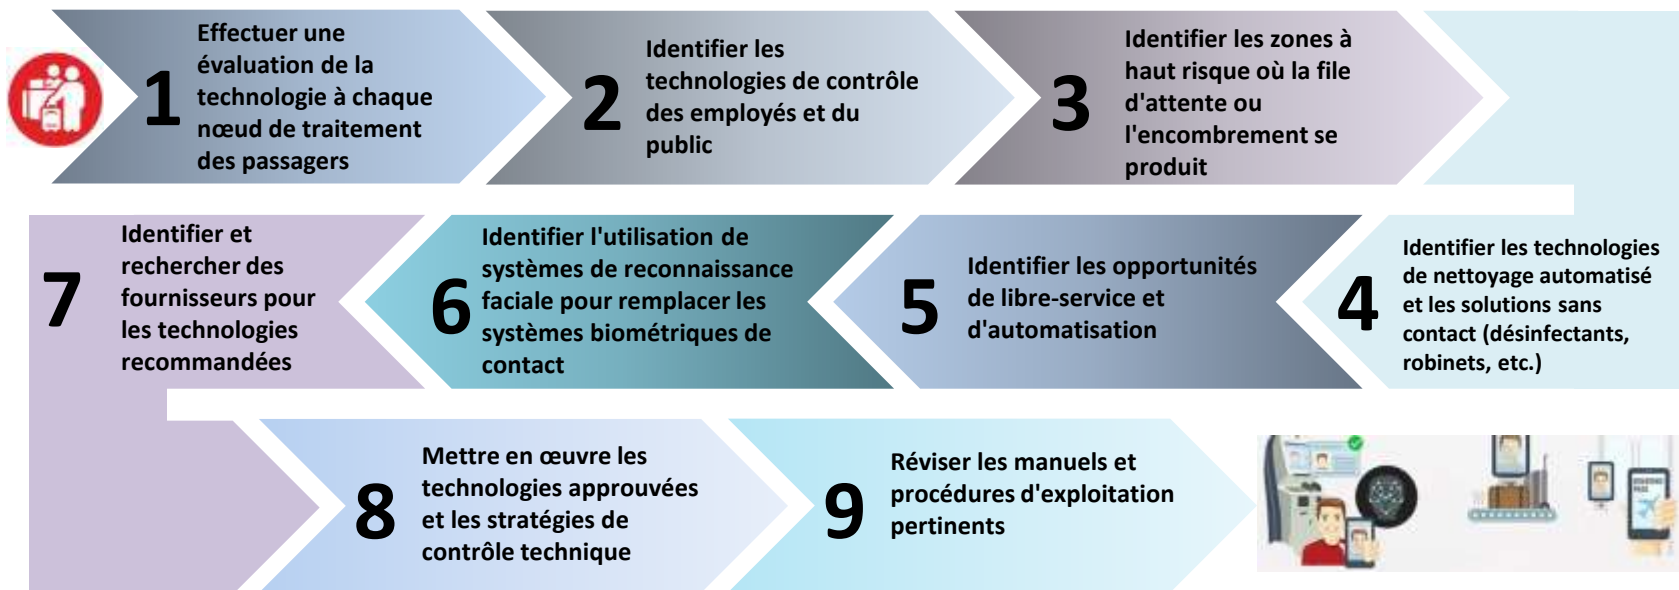 1
Effectuer une
évaluation de la
technologie à chaque
nœud de traitement
des passagers
2
Identifier les
technologies de contrôle
des employés et du
public
3
Identifier les zones à
haut risque où la file
d'attente ou
l'encombrement se
produit
4
Identifier les technologies
de nettoyage automatisé
et les solutions sans
contact (désinfectants,
robinets, etc.)
5
Identifier les opportunités
de libre-service et
d'automatisation
6
Identifier l'utilisation de
systèmes de reconnaissance
faciale pour remplacer les
systèmes biométriques de
contact
7
Identifier et
rechercher des
fournisseurs pour
les technologies
recommandées
8
Mettre en œuvre les
technologies approuvées
et les stratégies de
contrôle technique
9
Réviser les manuels et
procédures d'exploitation
pertinents